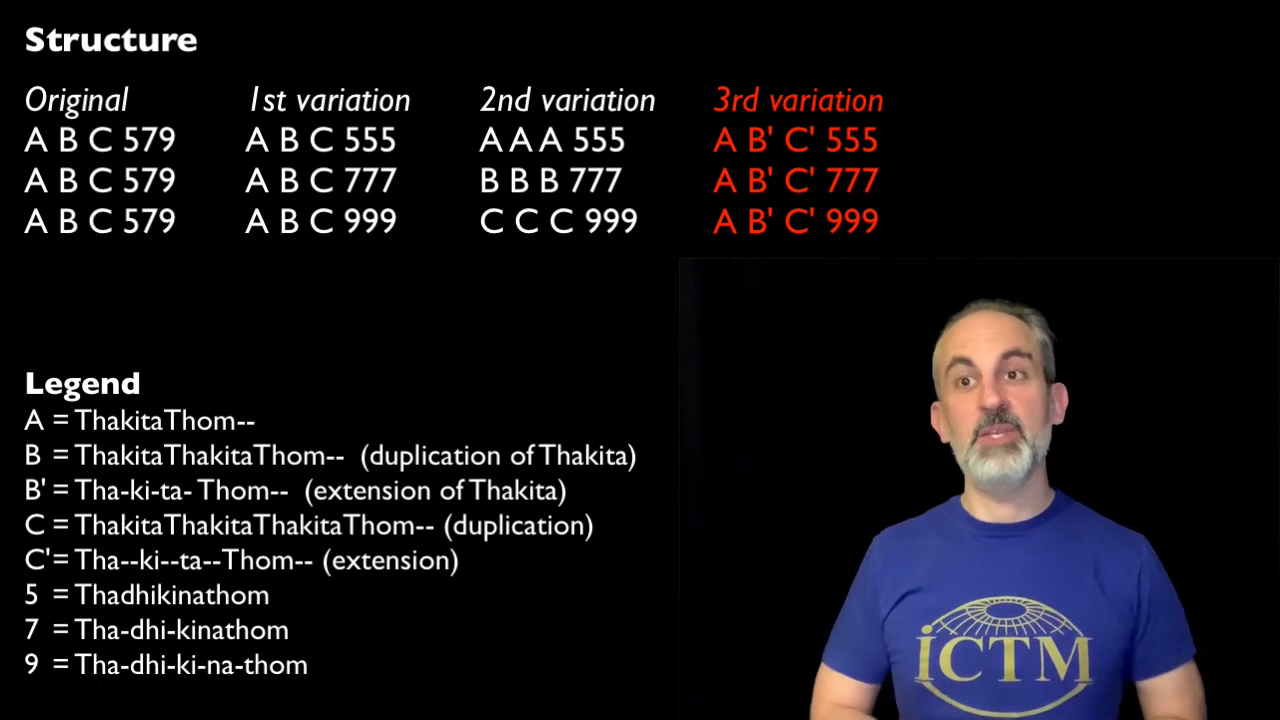 Structure
Original 1st variation 2nd variation 3rd variation
A B C 579 A B C 555 A A A 555 A B' C' 555
A B C 579 A B C 777 B B B 777 A B' C' 777
A B C 579 A B C 999 C C C 999 A B' C' 999
Legend
A = ThakitaThom--
B = ThakitaThakitaThom-- (duplication of Thakita)
B' = Tha-ki-ta- Thom-- (extension of Thakita)
C = ThakitaThakitaThakitaThom-- (duplication)
C'= Tha--ki--ta--Thom-- (extension)
5 = Thadhikinathom
7 = Tha-dhi-kinathom
9 = Tha-dhi-ki-na-thom
iCTM